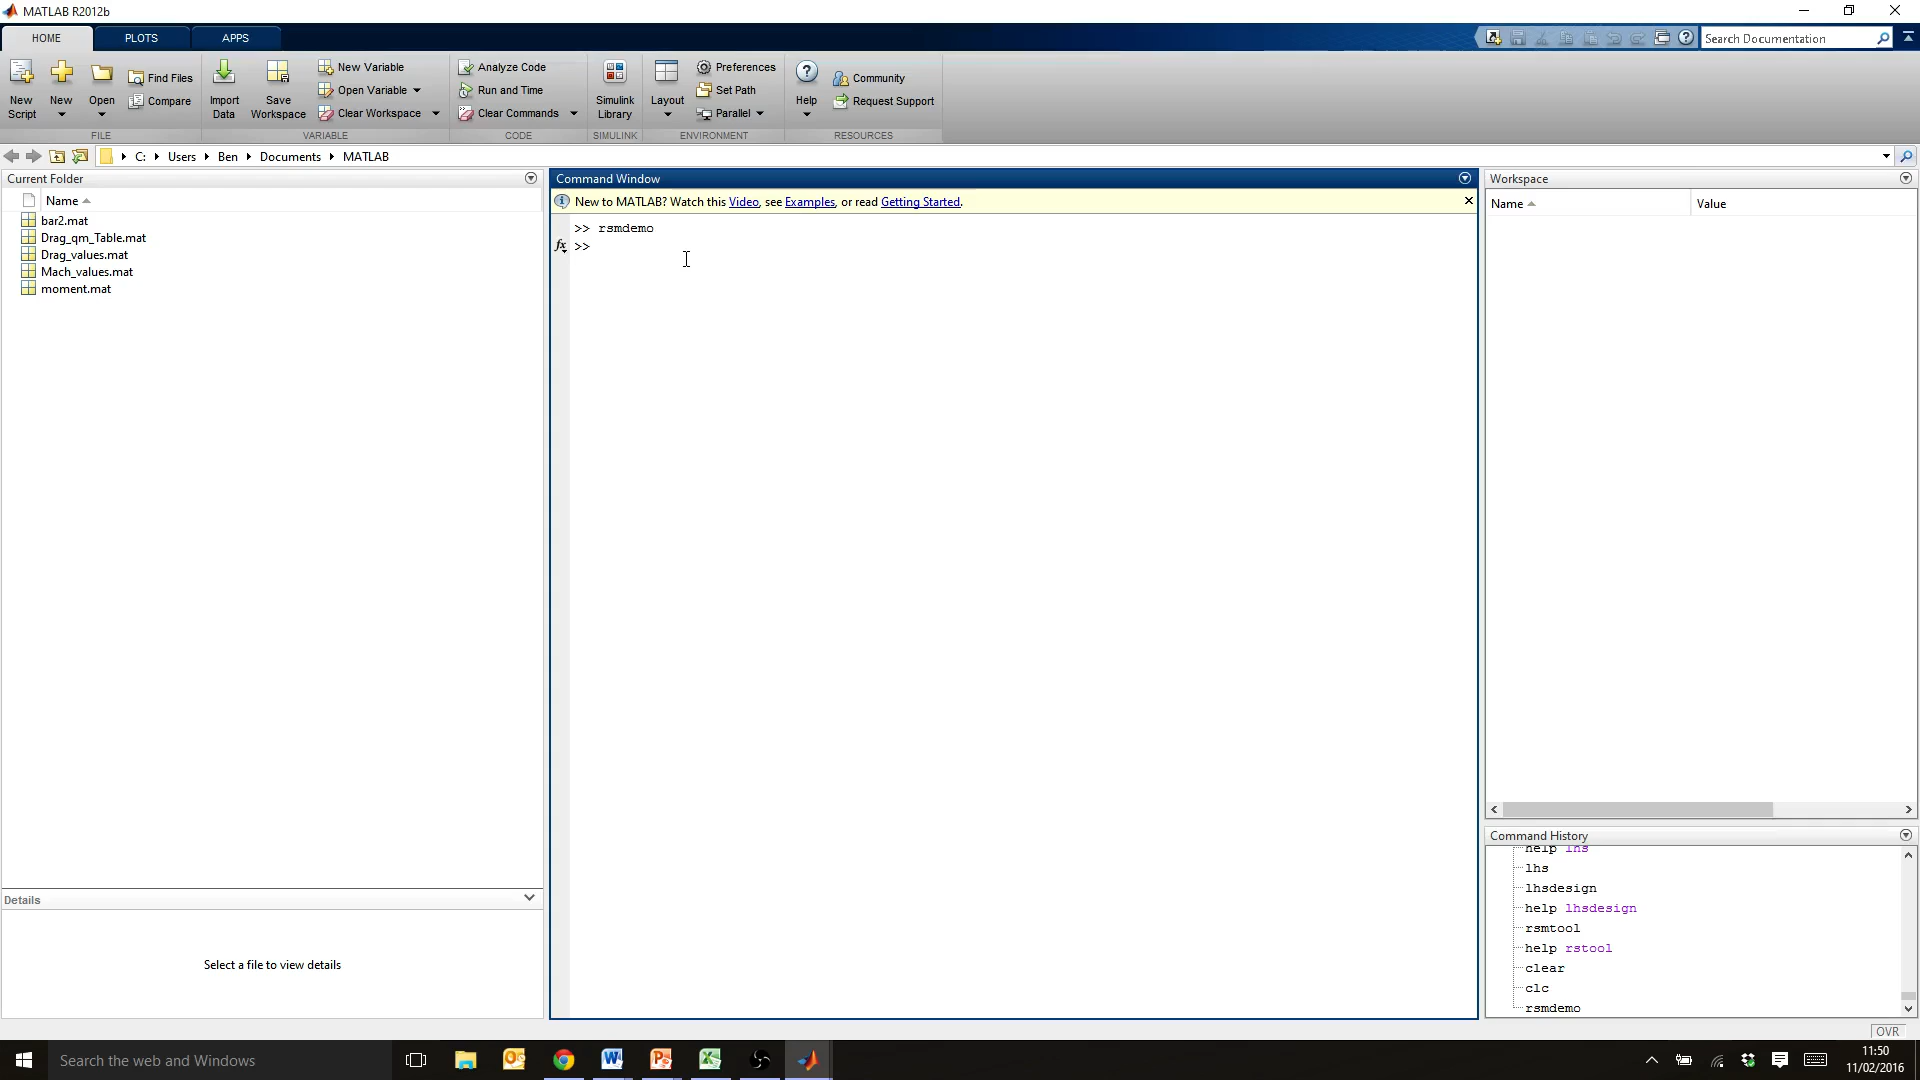 MATLAB R2012b
HOME PLOTS APPS
Search Documentation
New Script
New
Open
Find Files
Compare
FILE
Import Data
Save Workspace
New Variable
Open Variable
Clear Workspace
VARIABLE
Analyze Code
Run and Time
Clear Commands
CODE
Simulink Library
SIMULINK
Layout
Preferences
Set Path
Parallel
ENVIRONMENT
Help
Community
Request Support
RESOURCES
C: Users Ben Documents MATLAB
Current Folder
Name
bar2.mat
Drag_qm_Table.mat
Drag_values.mat
Mach_values.mat
moment.mat
Details
Select a file to view details
Command Window
New to MATLAB? Watch this Video, see Examples, or read Getting Started.
>> rsmdemo
fx >>
Workspace
Name Value
Command History
help lhs
lhs
lhsdesign
help lhsdesign
rsmtool
help rstool
clear
clc
rsmdemo
OVR
Search the web and Windows
11:50
11/02/2016